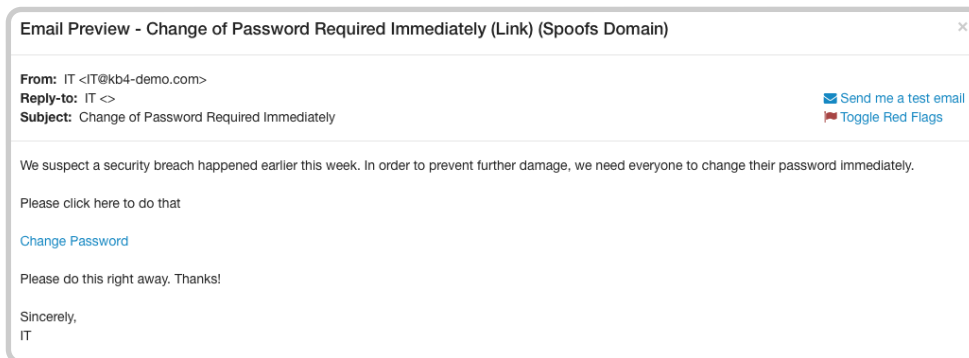 Email Preview - Change of Password Required Immediately (Link) (Spoofs Domain)
×
From: IT <IT@kb4-demo.com>
Reply-to: IT <>
Send me a test email
Subject: Change of Password Required Immediately
Toggle Red Flags
We suspect a security breach happened earlier this week. In order to prevent further damage, we need everyone to change their password immediately.
Please click here to do that
Change Password
Please do this right away. Thanks!
Sincerely,
IT